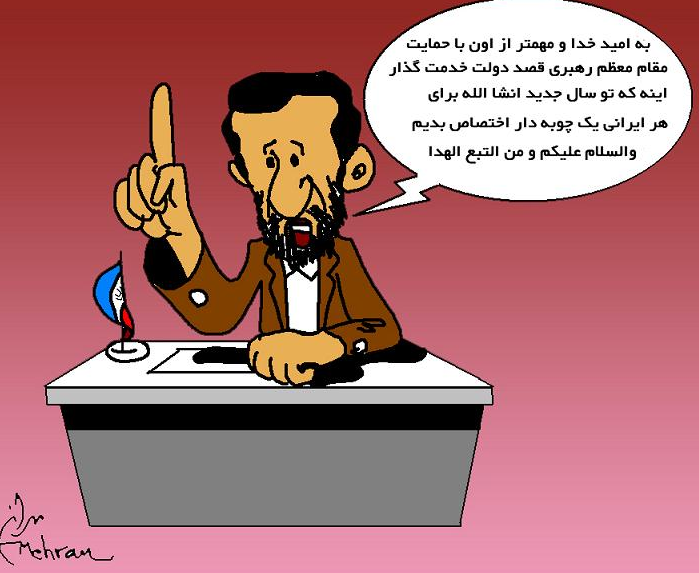 به امید خدا و مهمتر از اون با حمایت
مقام معظم رهبری قصد دولت خدمت گذار
اینه که تو سال جدید انشا الله برای
هر ایرانی یک چوبه دار اختصاص بدیم
والسلام علیکم و من التبع الهدا
Mehran